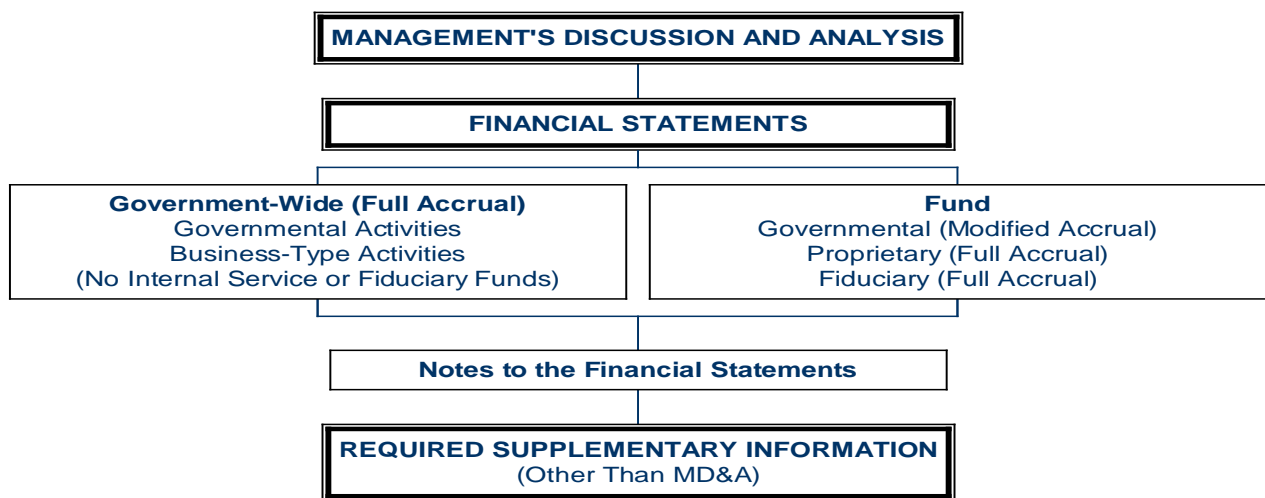 MANAGEMENT'S DISCUSSION AND ANALYSIS
FINANCIAL STATEMENTS
Government-Wide (Full Accrual)
Governmental Activities
Business-Type Activities
(No Internal Service or Fiduciary Funds)
Fund
Governmental (Modified Accrual)
Proprietary (Full Accrual)
Fiduciary (Full Accrual)
Notes to the Financial Statements
REQUIRED SUPPLEMENTARY INFORMATION
(Other Than MD&A)